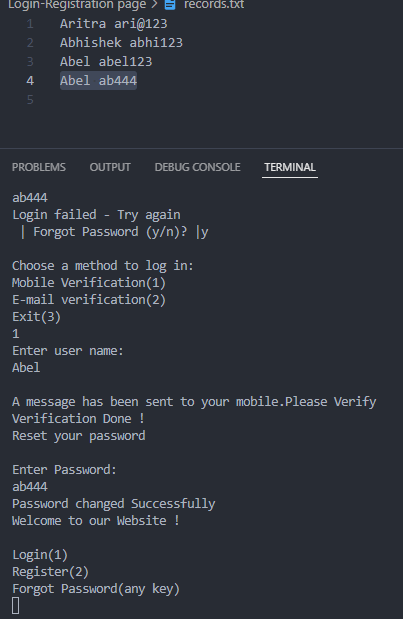 Login-Registration page > records.txt
1 Aritra ari@123
2 Abhishek abhi123
3 Abel abel123
4 Abel ab444
5
PROBLEMS OUTPUT DEBUG CONSOLE TERMINAL
ab444
Login failed - Try again
| Forgot Password (y/n)? |y
Choose a method to log in:
Mobile Verification(1)
E-mail verification(2)
Exit(3)
1
Enter user name:
Abel
A message has been sent to your mobile.Please Verify
Verification Done !
Reset your password
Enter Password:
ab444
Password changed Successfully
Welcome to our Website !
Login(1)
Register(2)
Forgot Password(any key)